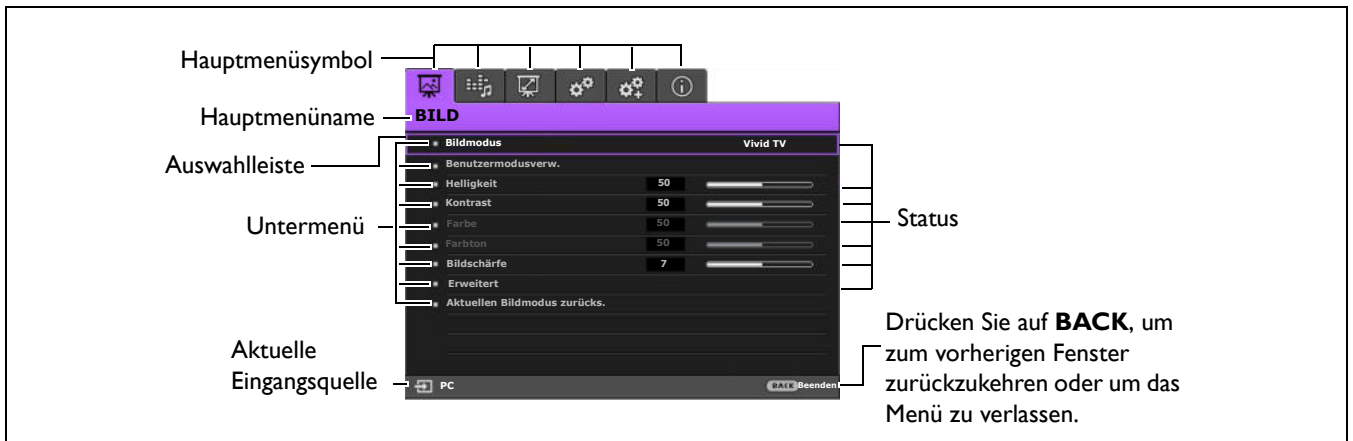 Hauptmenüsymbol
Hauptmenüname
BILD
Auswahlleiste
Bildmodus Vivid TV
Benutzermodusverw.
Helligkeit 50
Kontrast 50
Untermenü
Status
Farbe 50
Farbton 50
Bildschärfe 7
Erweitert
Aktuellen Bildmodus zurücks.
Aktuelle
Eingangsquelle
PC
BACK Beenden
Drücken Sie auf BACK, um
zum vorherigen Fenster
zurückzukehren oder um das
Menü zu verlassen.